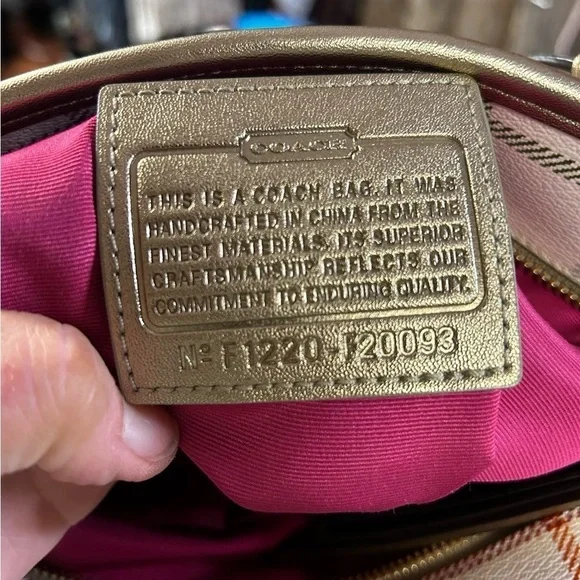 COACH
THIS IS A COACH BAG. IT WAS
HANDCRAFTED IN CHINA FROM THE
FINEST MATERIALS. ITS SUPERIOR
CRAFTSMANSHIP REFLECTS OUR
COMMITMENT TO ENDURING QUALITY.
Nº F1220-F20093